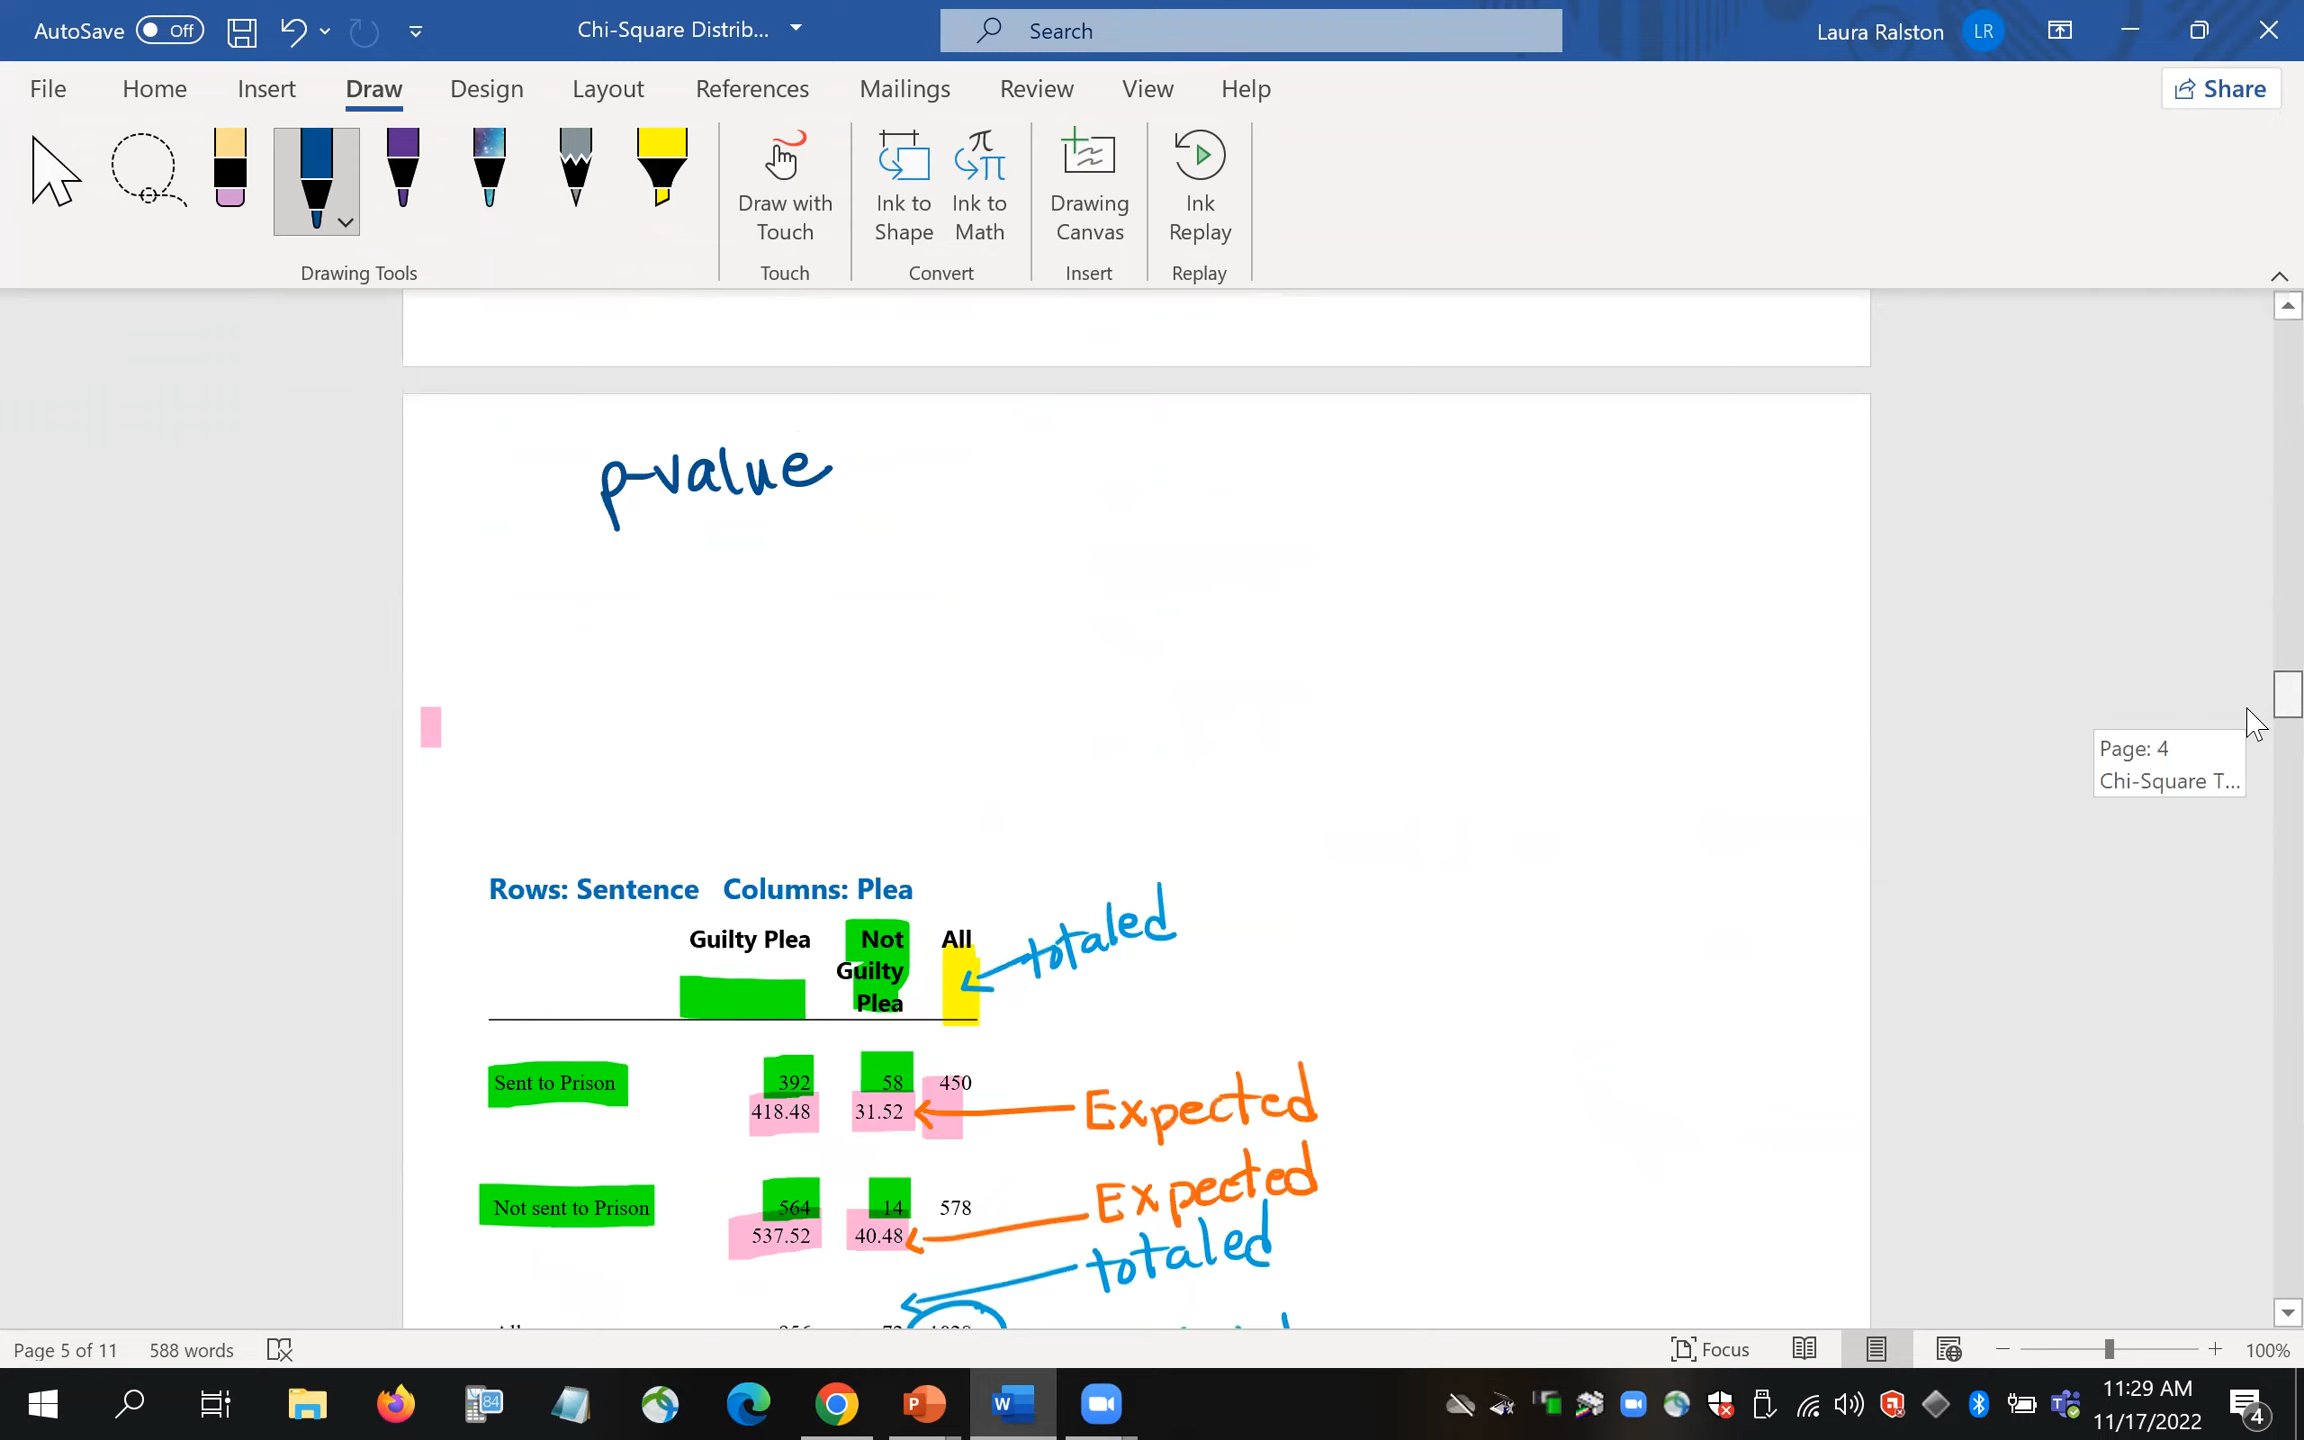 AutoSave Off Chi-Square Distrib... Search Laura Ralston LR
File Home Insert Draw Design Layout References Mailings Review View Help Share
Draw with Touch
Ink to Shape
Ink to Math
Drawing Canvas
Ink Replay
Drawing Tools Touch Convert Insert Replay
p-value
Page: 4
Chi-Square T...
Rows: Sentence Columns: Plea
Guilty Plea Not Guilty Plea All totaled
Sent to Prison 392 58 450
418.48 31.52 Expected
Not sent to Prison 564 14 578 Expected
537.52 40.48
totaled
Page 5 of 11 588 words Focus 100%
84
11:29 AM
11/17/2022
4